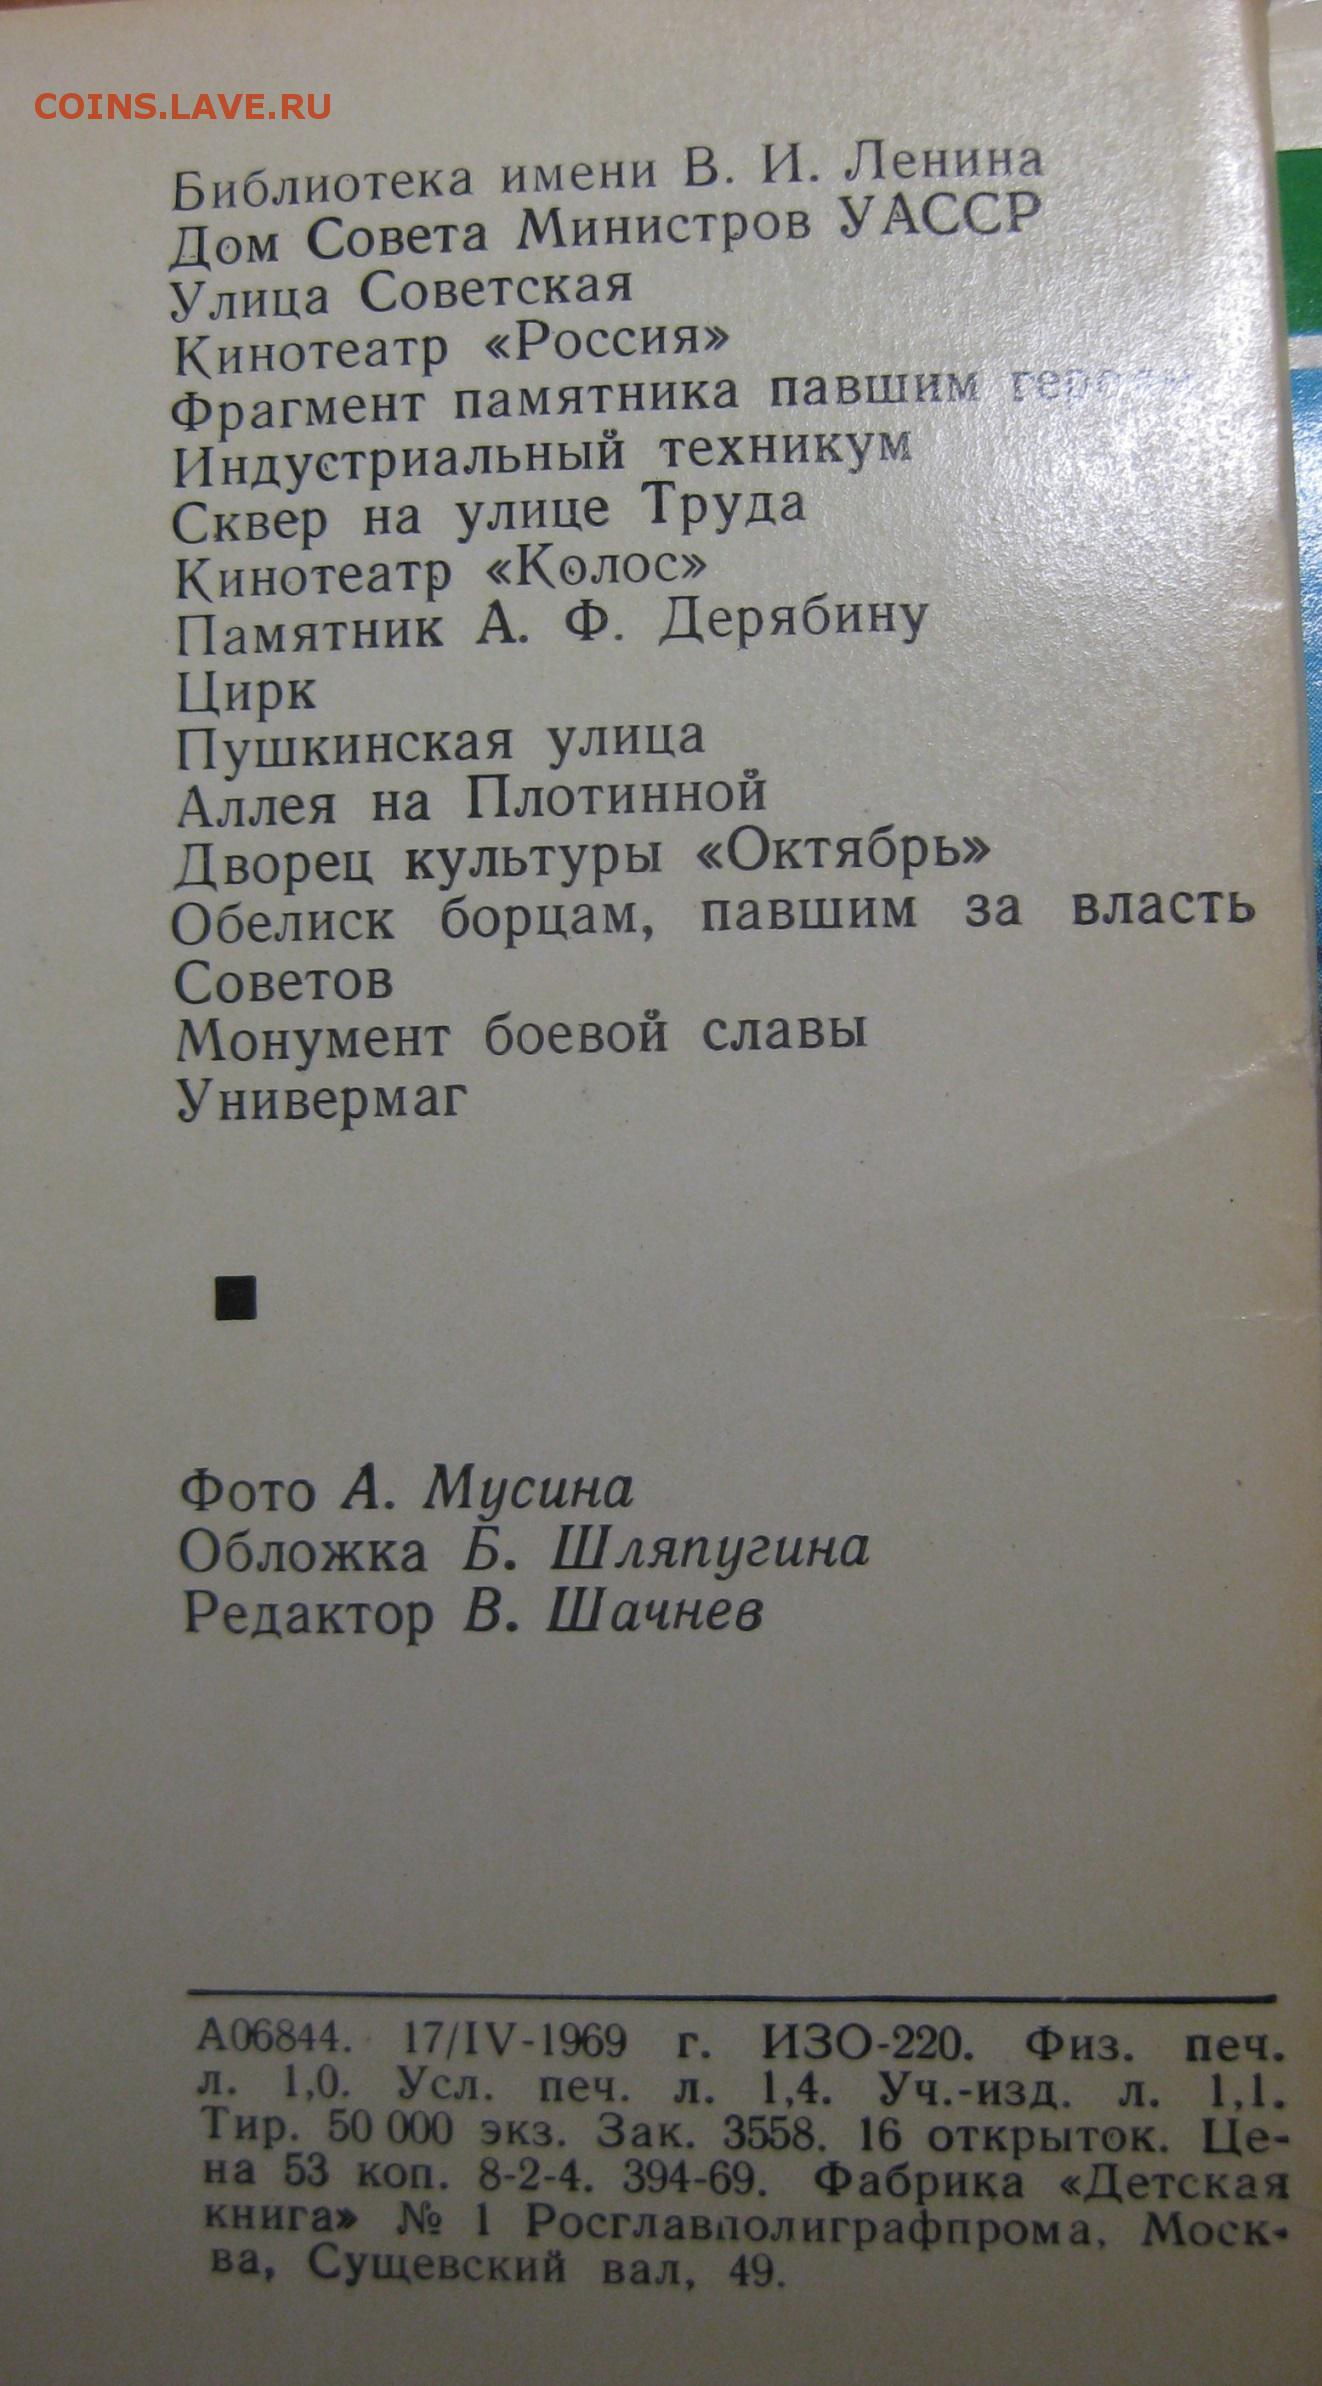 COINS.LAVE.RU
Библиотека имени В. И. Ленина
Дом Совета Министров УАССР
Улица Советская
Кинотеатр «Россия»
Фрагмент памятника павшим героям
Индустриальный техникум
Сквер на улице Труда
Кинотеатр «Колос»
Памятник А. Ф. Дерябину
Цирк
Пушкинская улица
Аллея на Плотинной
Дворец культуры «Октябрь»
Обелиск борцам, павшим за власть
Советов
Монумент боевой славы
Универмаг
Фото А. Мусина
Обложка Б. Шляпугина
Редактор В. Шачнев
А06844. 17/IV-1969 г. ИЗО-220. Физ. печ.
л. 1,0. Усл. печ. л. 1,4. Уч.-изд. л. 1,1.
Тир. 50 000 экз. Зак. 3558. 16 открыток. Це-
на 53 коп. 8-2-4. 394-69. Фабрика «Детская
книга» № 1 Росглавполиграфпрома, Моск-
ва, Сущевский вал, 49.